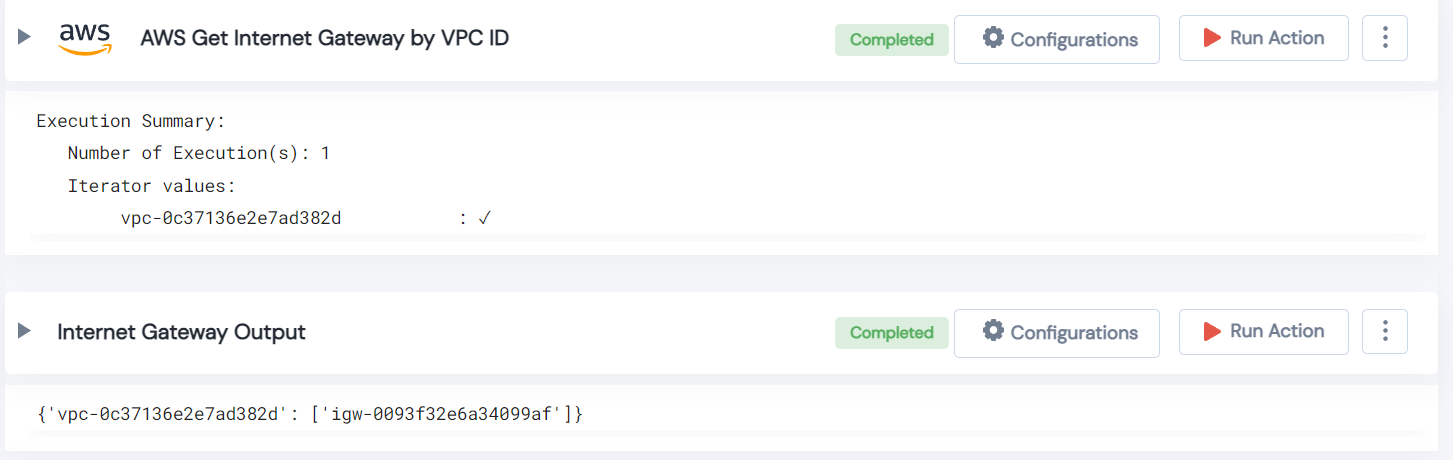 aws AWS Get Internet Gateway by VPC ID Completed Configurations Run Action
Execution Summary:
Number of Execution(s): 1
Iterator values:
vpc-0c37136e2e7ad382d : ✓
Internet Gateway Output Completed Configurations Run Action
{'vpc-0c37136e2e7ad382d': ['igw-0093f32e6a34099af']}